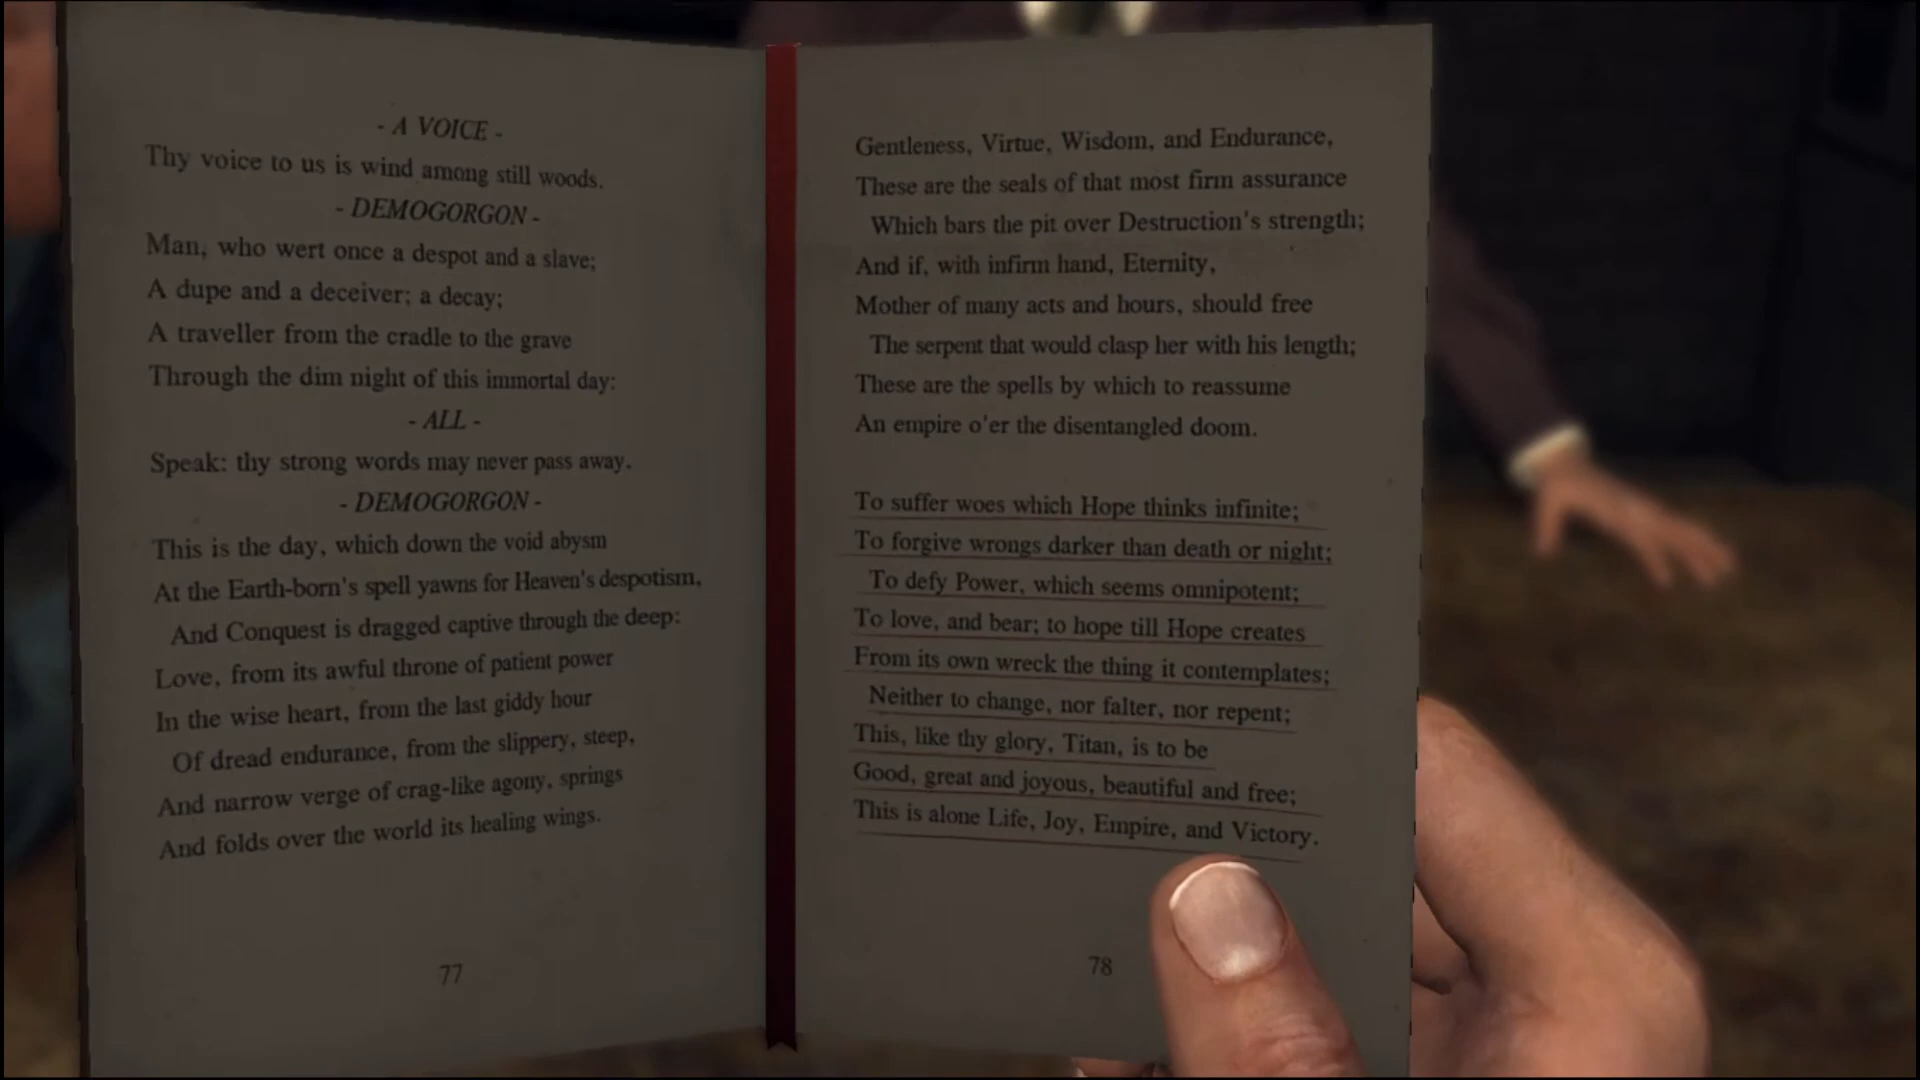 - A VOICE -
Thy voice to us is wind among still woods.
- DEMOGORGON -
Man, who wert once a despot and a slave;
A dupe and a deceiver; a decay;
A traveller from the cradle to the grave
Through the dim night of this immortal day:
- ALL -
Speak: thy strong words may never pass away.
- DEMOGORGON -
This is the day, which down the void abysm
At the Earth-born's spell yawns for Heaven's despotism,
And Conquest is dragged captive through the deep:
Love, from its awful throne of patient power
In the wise heart, from the last giddy hour
Of dread endurance, from the slippery, steep,
And narrow verge of crag-like agony, springs
And folds over the world its healing wings.
77
Gentleness, Virtue, Wisdom, and Endurance,
These are the seals of that most firm assurance
Which bars the pit over Destruction's strength;
And if, with infirm hand, Eternity,
Mother of many acts and hours, should free
The serpent that would clasp her with his length;
These are the spells by which to reassume
An empire o'er the disentangled doom.
To suffer woes which Hope thinks infinite;
To forgive wrongs darker than death or night;
To defy Power, which seems omnipotent;
To love, and bear; to hope till Hope creates
From its own wreck the thing it contemplates;
Neither to change, nor falter, nor repent;
This, like thy glory, Titan, is to be
Good, great and joyous, beautiful and free;
This is alone Life, Joy, Empire, and Victory.
78